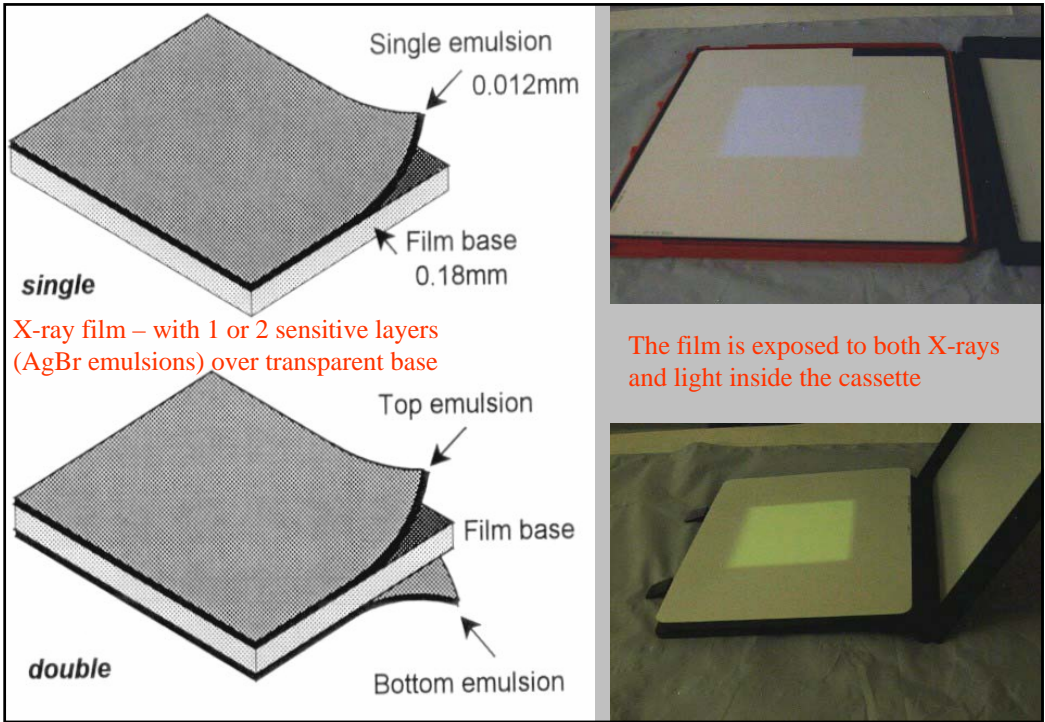 Single emulsion
0.012mm
Film base
0.18mm
single
X-ray film – with 1 or 2 sensitive layers
(AgBr emulsions) over transparent base
Top emulsion
Film base
double
Bottom emulsion
The film is exposed to both X-rays
and light inside the cassette